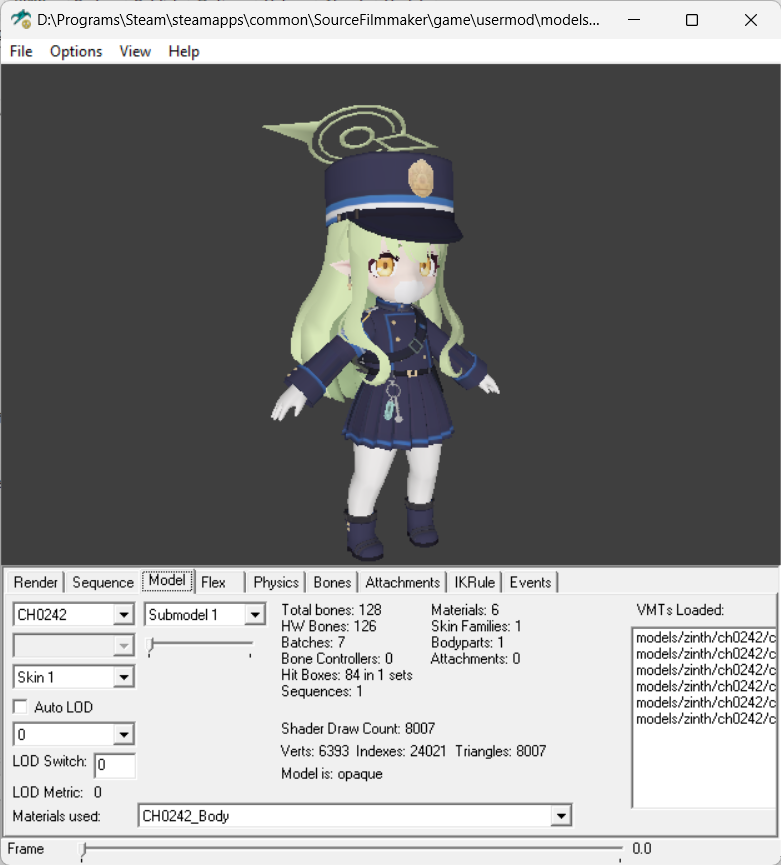 D:\Programs\Steam\steamapps\common\SourceFilmmaker\game\usermod\models...
File Options View Help
Render Sequence Model Flex Physics Bones Attachments IKRule Events
CH0242 Submodel 1
Skin 1
Auto LOD
0
LOD Switch: 0
LOD Metric: 0
Materials used: CH0242_Body
Total bones: 128
HW Bones: 126
Batches: 7
Bone Controllers: 0
Hit Boxes: 84 in 1 sets
Sequences: 1
Materials: 6
Skin Families: 1
Bodyparts: 1
Attachments: 0
Shader Draw Count: 8007
Verts: 6393 Indexes: 24021 Triangles: 8007
Model is: opaque
VMTs Loaded:
models/zinth/ch0242/c
models/zinth/ch0242/c
models/zinth/ch0242/c
models/zinth/ch0242/c
models/zinth/ch0242/c
models/zinth/ch0242/c
Frame 0.0